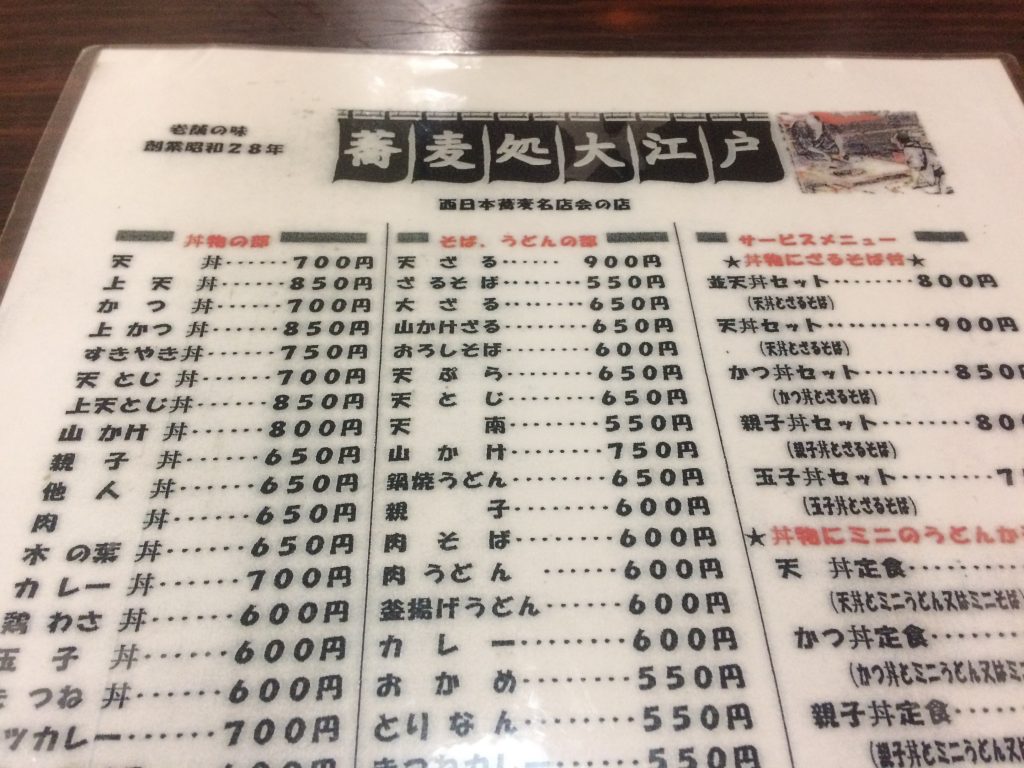 老舗の味
創業昭和28年
蕎麦処大江戸
西日本蕎麦名店会の店
丼物の部
天 丼‥‥‥700円
上 天 丼‥‥‥850円
か つ 丼‥‥‥700円
上 かつ 丼‥‥‥850円
すきやき丼‥‥‥750円
天 とじ 丼‥‥‥700円
上天とじ丼‥‥‥850円
山 かけ 丼‥‥‥800円
親 子 丼‥‥‥650円
他 人 丼‥‥‥650円
肉 丼‥‥‥650円
木 の葉 丼‥‥‥650円
カ レー 丼‥‥‥700円
鶏 わさ 丼‥‥‥600円
玉 子 丼‥‥‥600円
きつね 丼‥‥‥600円
ツカレー‥‥‥700円
そば、うどんの部
天 ざ る‥‥‥ 900円
ざるそば‥‥‥550円
大 ざ る‥‥‥650円
山かけざる‥‥‥650円
おろしそば‥‥‥600円
天 ぷ ら‥‥‥650円
天 と じ‥‥‥650円
天 南‥‥‥550円
山 か け‥‥‥750円
鍋焼うどん‥‥‥650円
親 子‥‥‥600円
肉 そ ば‥‥‥600円
肉 うど ん ‥‥‥600円
釜揚げうどん‥‥‥600円
カ レ ー‥‥‥600円
お か め‥‥‥550円
とり な ん‥‥‥550円
きつねカレー‥‥‥550円
サービスメニュー
★丼物にざるそば付★
並天丼セット‥‥‥800円
(天丼とざるそば)
天丼セット‥‥‥900円
(天丼とざるそば)
かつ丼セット‥‥‥850円
(かつ丼とざるそば)
親子丼セット‥‥‥80
(親子丼とざるそば)
玉子丼セット‥‥‥7
(玉子丼とざるそば)
★丼物にミニのうどんか
天 丼定食‥‥‥
(天丼とミニうどん又はミニそば
かつ丼定食‥‥‥
(かつ丼とミニうどん又はミニ
親子丼定食‥‥‥
(親子丼とミニうどん又は